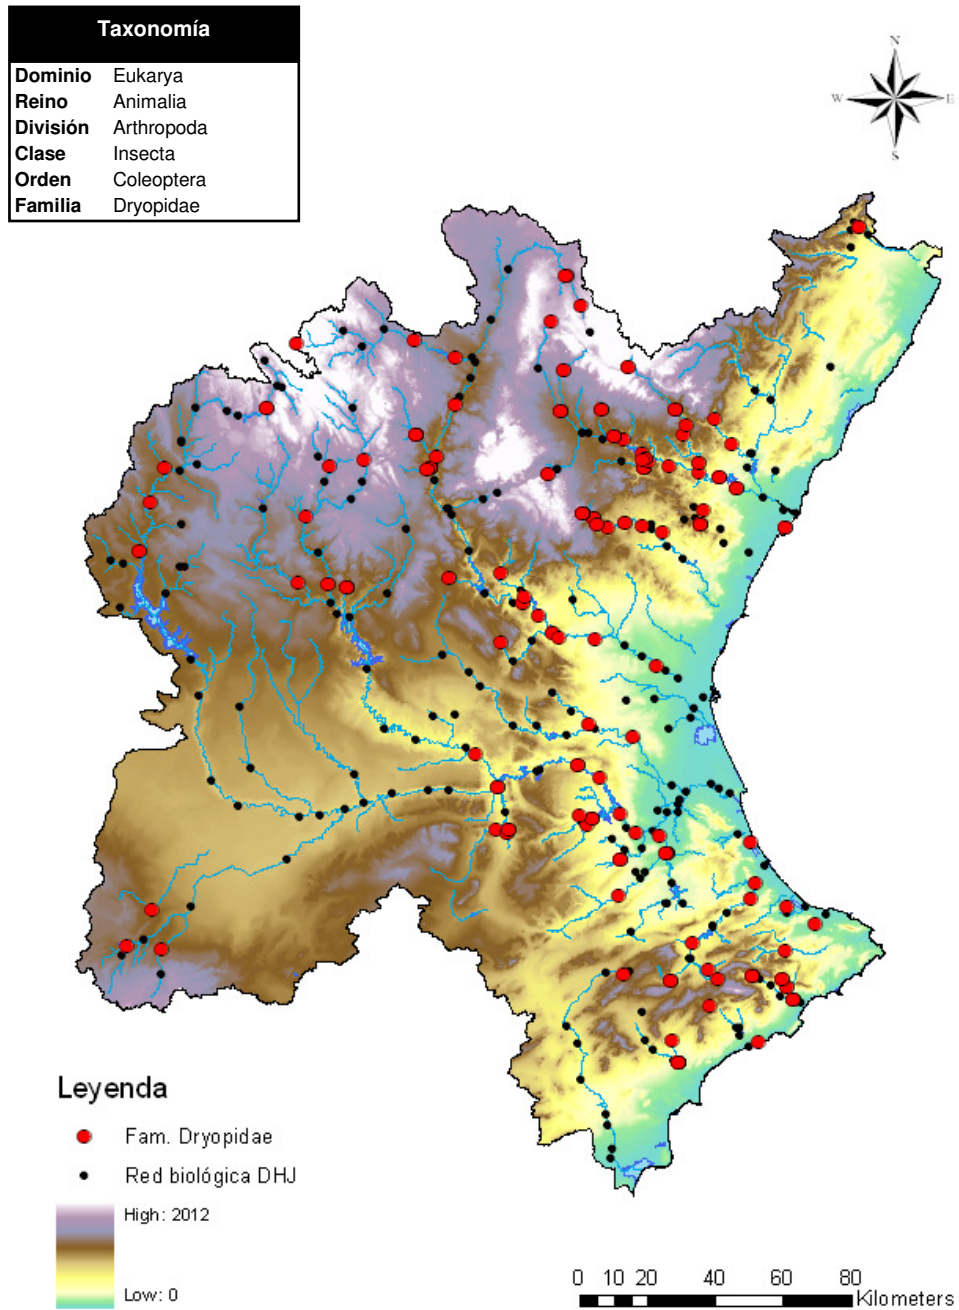 Taxonomía
Dominio Eukarya
Reino Animalia
División Arthropoda
Clase Insecta
Orden Coleoptera
Familia Dryopidae
N
W E
S
Leyenda
Fam. Dryopidae
Red biológica DHJ
High: 2012
Low: 0
0 10 20 40 60 80
Kilometers